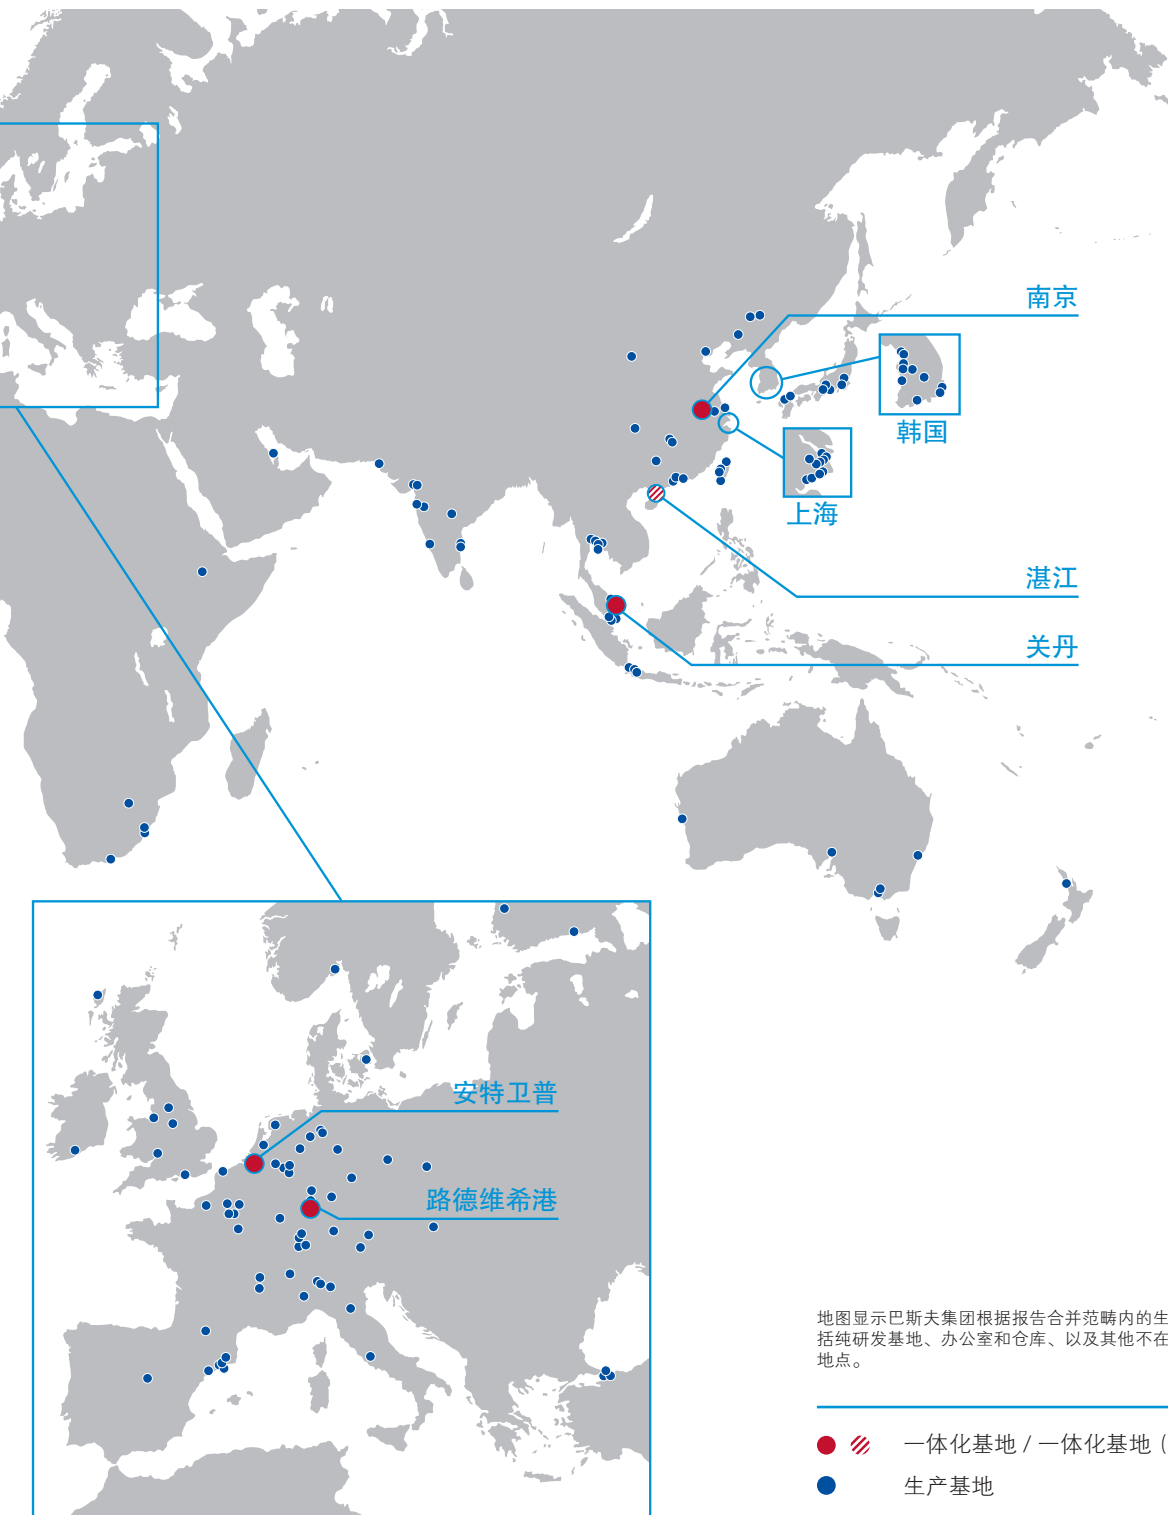 南京
韩国
上海
湛江
关丹
安特卫普
路德维希港
地图显示巴斯夫集团根据报告合并范畴内的生
括纯研发基地、办公室和仓库、以及其他不在
地点。
一体化基地 / 一体化基地 (
生产基地